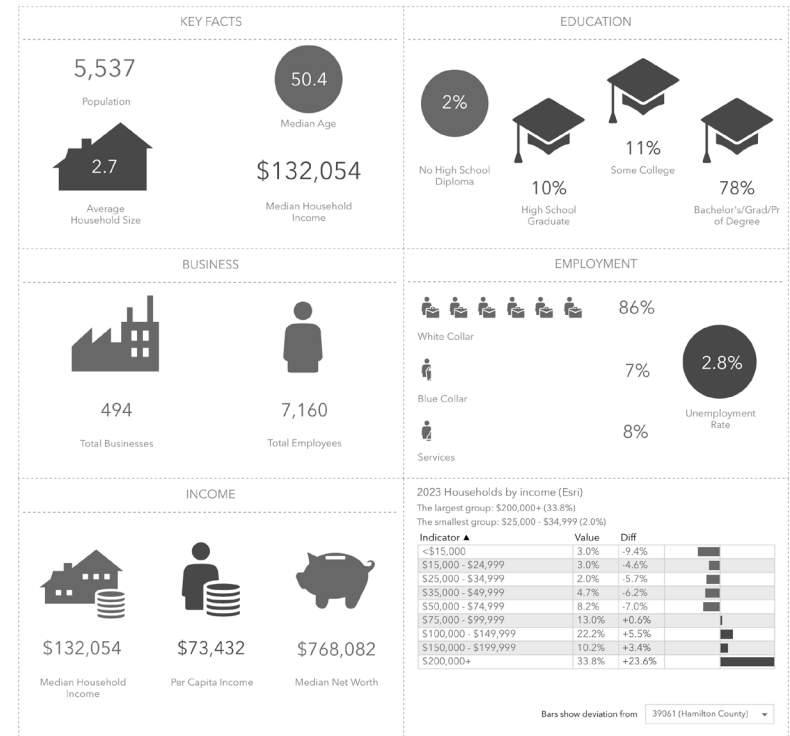 KEY FACTS
5,537
Population
50.4
Median Age
2.7
Average
Household Size
$132,054
Median Household
Income
EDUCATION
2%
No High School
Diploma
10%
High School
Graduate
11%
Some College
78%
Bachelor's/Grad/Pr
of Degree
BUSINESS
494
Total Businesses
7,160
Total Employees
EMPLOYMENT
86%
White Collar
7%
Blue Collar
8%
Services
2.8%
Unemployment
Rate
INCOME
$132,054
Median Household
Income
$73,432
Per Capita Income
$768,082
Median Net Worth
2023 Households by income (Esri)
The largest group: $200,000+ (33.8%)
The smallest group: $25,000 - $34,999 (2.0%)
Indicator ▲ Value Diff
<$15,000 3.0% -9.4%
$15,000 - $24,999 3.0% -4.6%
$25,000 - $34,999 2.0% -5.7%
$35,000 - $49,999 4.7% -6.2%
$50,000 - $74,999 8.2% -7.0%
$75,000 - $99,999 13.0% +0.6%
$100,000 - $149,999 22.2% +5.5%
$150,000 - $199,999 10.2% +3.4%
$200,000+ 33.8% +23.6%
Bars show deviation from 39061 (Hamilton County)